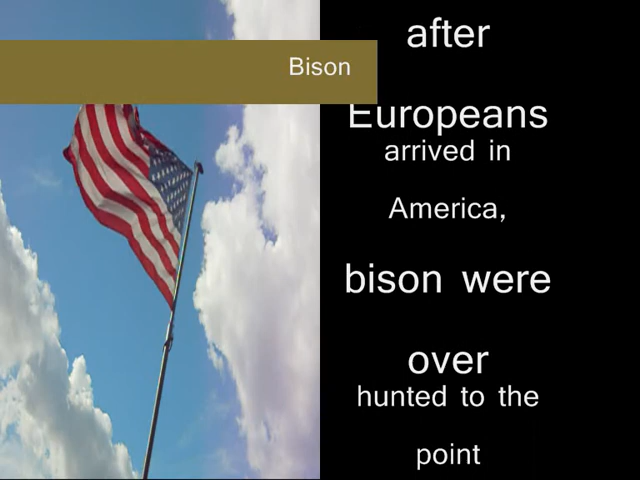 Bison
after
Europeans
arrived in
America,
bison were
over
hunted to the
point